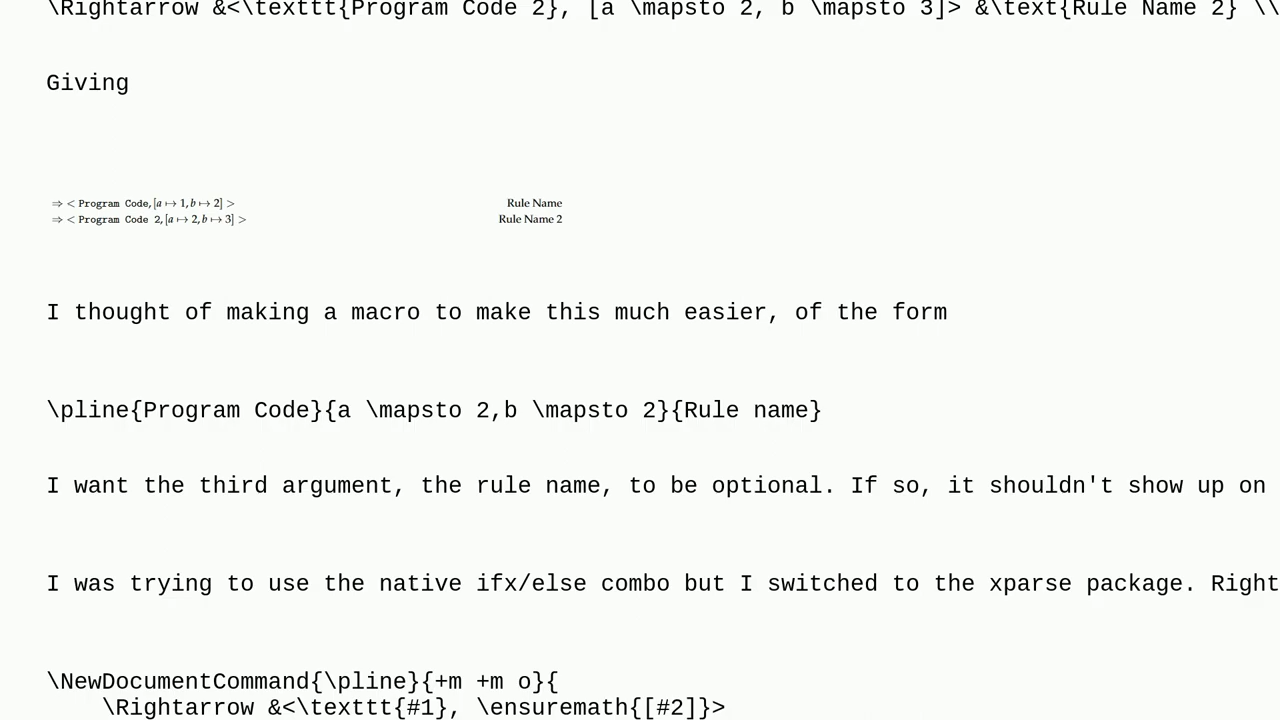 \Rightarrow &<\texttt{Program Code 2}, [a \mapsto 2, b \mapsto 3]> &\text{Rule Name 2} \\
Giving
⇒ < Program Code, [a ↦ 1, b ↦ 2] > Rule Name
⇒ < Program Code 2, [a ↦ 2, b ↦ 3] > Rule Name 2
I thought of making a macro to make this much easier, of the form
\pline{Program Code}{a \mapsto 2,b \mapsto 2}{Rule name}
I want the third argument, the rule name, to be optional. If so, it shouldn't show up on
I was trying to use the native ifx/else combo but I switched to the xparse package. Right
\NewDocumentCommand{\pline}{+m +m o}{
\Rightarrow &<\texttt{#1}, \ensuremath{[#2]}>